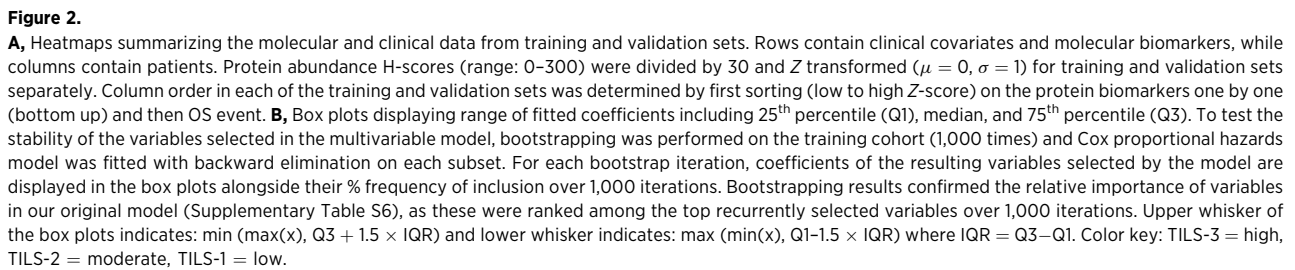 Figure 2.
A, Heatmaps summarizing the molecular and clinical data from training and validation sets. Rows contain clinical covariates and molecular biomarkers, while
columns contain patients. Protein abundance H-scores (range: 0–300) were divided by 30 and Z transformed (μ = 0, σ = 1) for training and validation sets
separately. Column order in each of the training and validation sets was determined by first sorting (low to high Z-score) on the protein biomarkers one by one
(bottom up) and then OS event. B, Box plots displaying range of fitted coefficients including 25th percentile (Q1), median, and 75th percentile (Q3). To test the
stability of the variables selected in the multivariable model, bootstrapping was performed on the training cohort (1,000 times) and Cox proportional hazards
model was fitted with backward elimination on each subset. For each bootstrap iteration, coefficients of the resulting variables selected by the model are
displayed in the box plots alongside their % frequency of inclusion over 1,000 iterations. Bootstrapping results confirmed the relative importance of variables
in our original model (Supplementary Table S6), as these were ranked among the top recurrently selected variables over 1,000 iterations. Upper whisker of
the box plots indicates: min (max(x), Q3 + 1.5 × IQR) and lower whisker indicates: max (min(x), Q1–1.5 × IQR) where IQR = Q3−Q1. Color key: TILS-3 = high,
TILS-2 = moderate, TILS-1 = low.